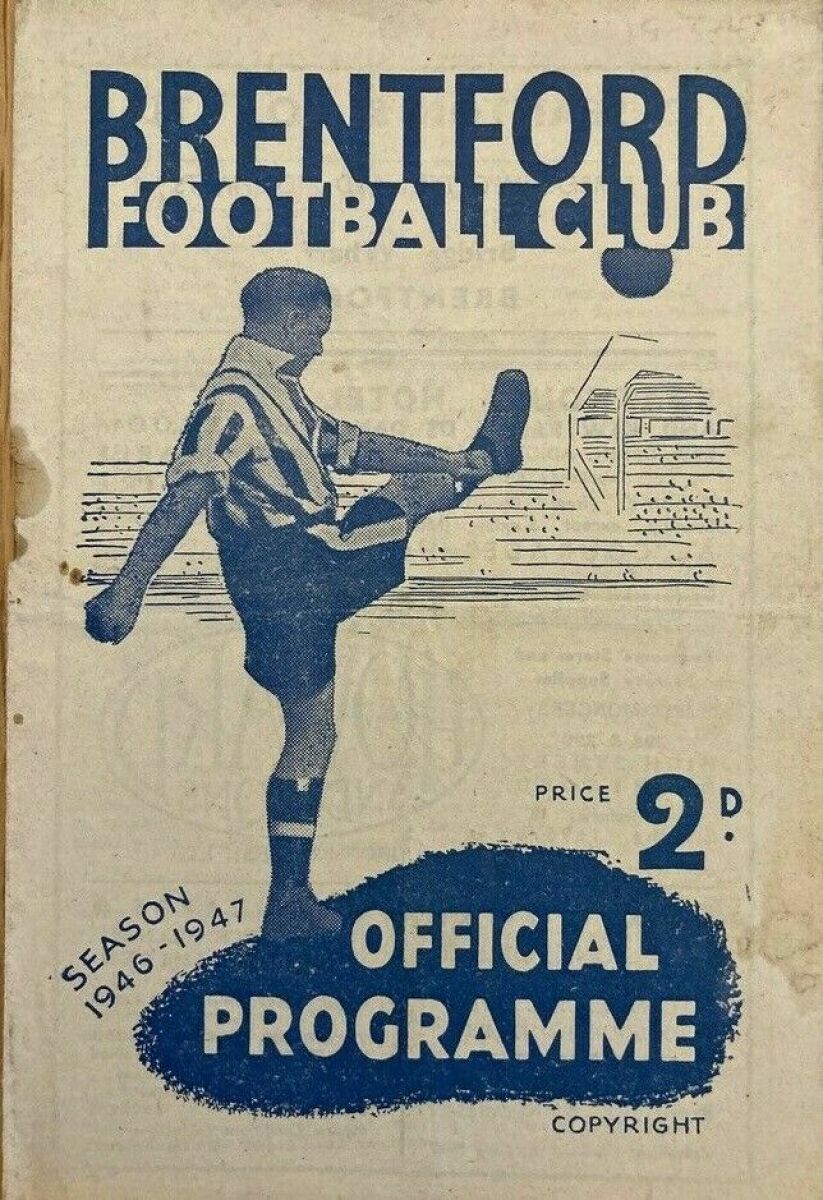 BRENTFORD
FOOTBALL CLUB
PRICE 2D.
SEASON
1946-1947
OFFICIAL
PROGRAMME
COPYRIGHT